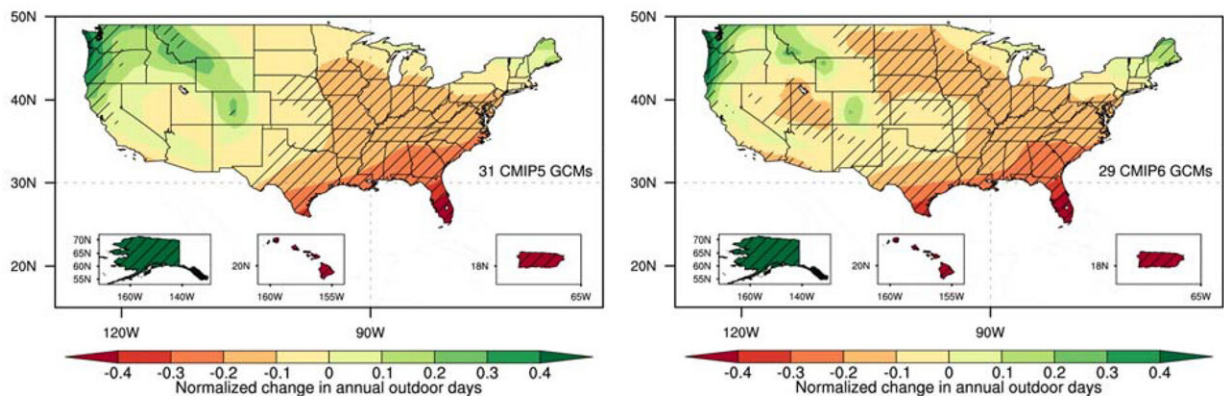 50N
40N
30N
20N
31 CMIP5 GCMs
70N
65N
60N
55N
160W 140W
20N
160W 155W
18N
65W
120W 90W
-0.4 -0.3 -0.2 -0.1 0 0.1 0.2 0.3 0.4
Normalized change in annual outdoor days
50N
40N
30N
20N
29 CMIP6 GCMs
70N
65N
60N
55N
160W 140W
20N
160W 155W
18N
65W
120W 90W
-0.4 -0.3 -0.2 -0.1 0 0.1 0.2 0.3 0.4
Normalized change in annual outdoor days